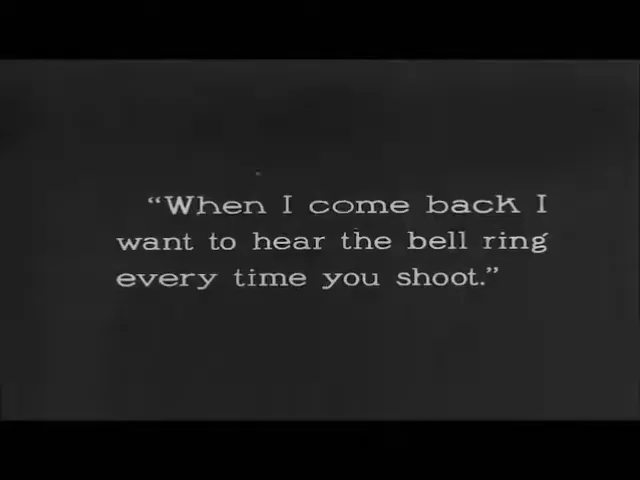 “When I come back I
want to hear the bell ring
every time you shoot.”